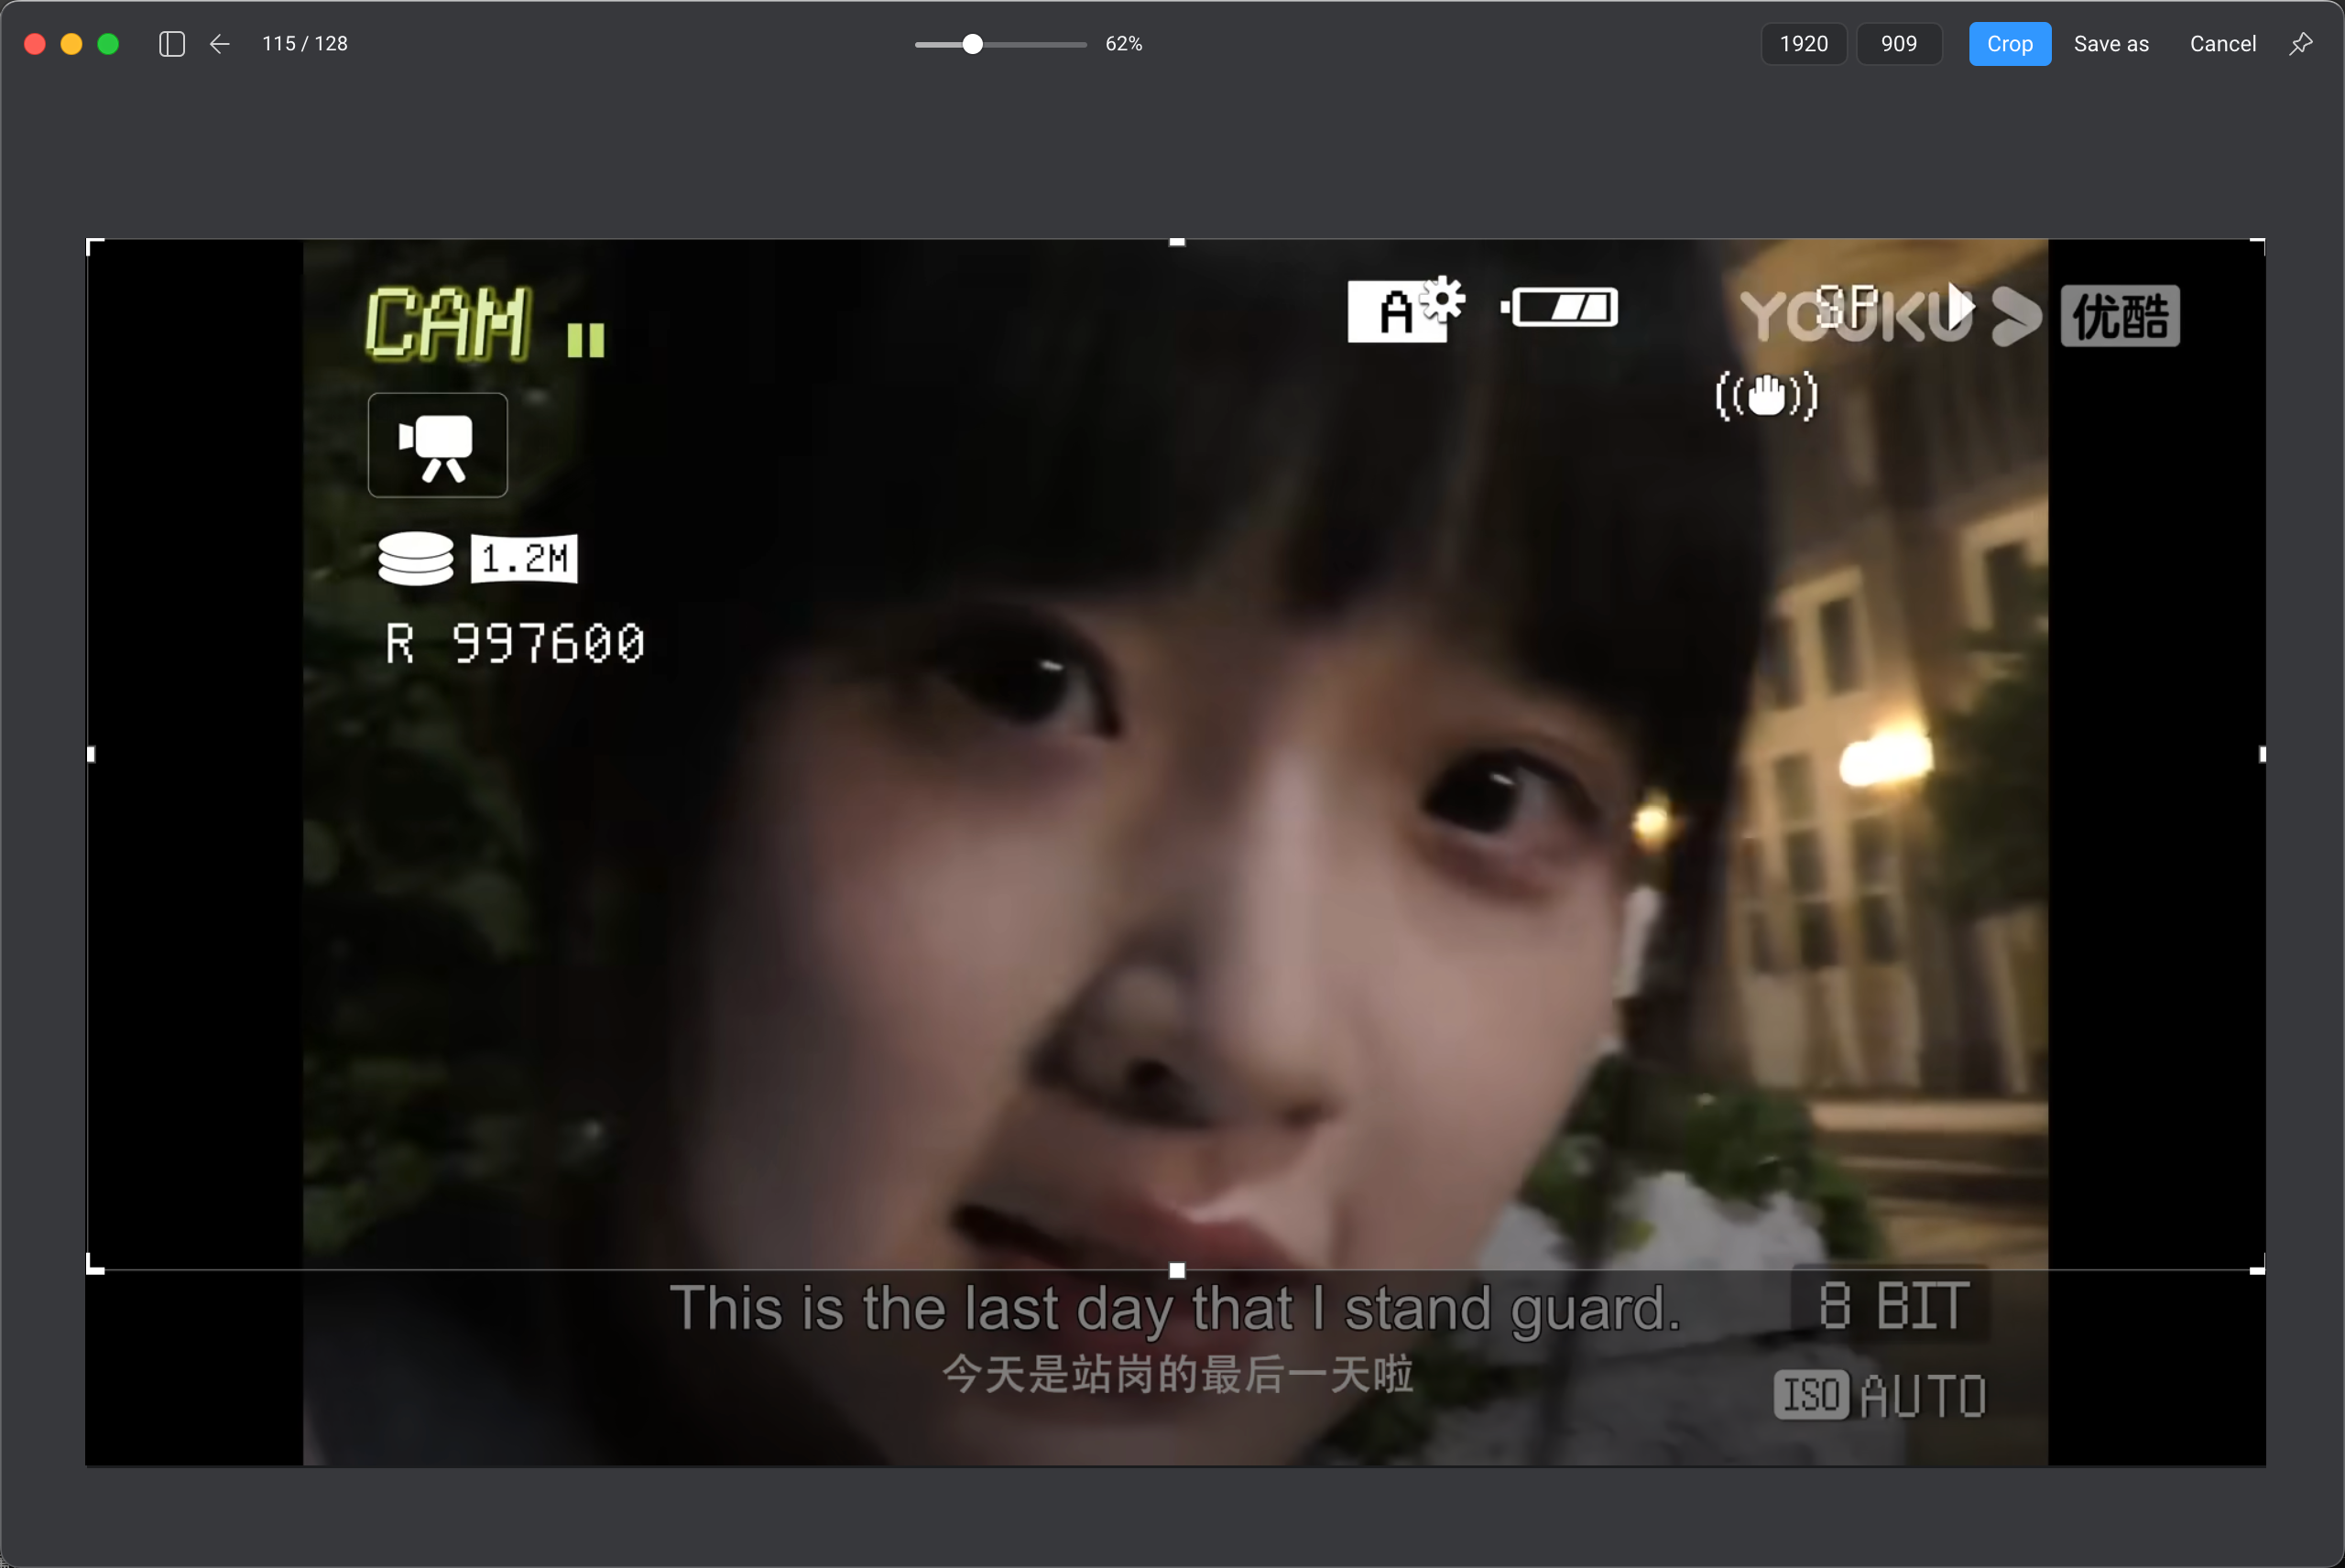 115 / 128
62%
1920
909
Crop
Save as
Cancel
CAM
A
SP
YOUKU 优酷
1.2M
R 997600
This is the last day that I stand guard.
8 BIT
今天是站岗的最后一天啦
ISO AUTO